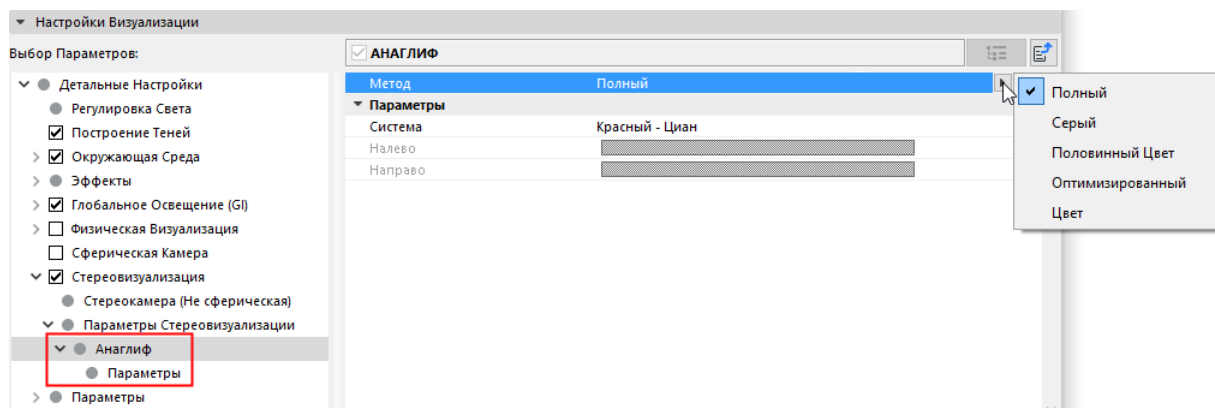 Настройки Визуализации
Выбор Параметров:
Детальные Настройки
Регулировка Света
Построение Теней
Окружающая Среда
Эффекты
Глобальное Освещение (GI)
Физическая Визуализация
Сферическая Камера
Стереовизуализация
Стереокамера (Не сферическая)
Параметры Стереовизуализации
Анаглиф
Параметры
Параметры
АНАГЛИФ
Метод Полный
Параметры
Система Красный - Циан
Налево
Направо
Полный
Серый
Половинный Цвет
Оптимизированный
Цвет